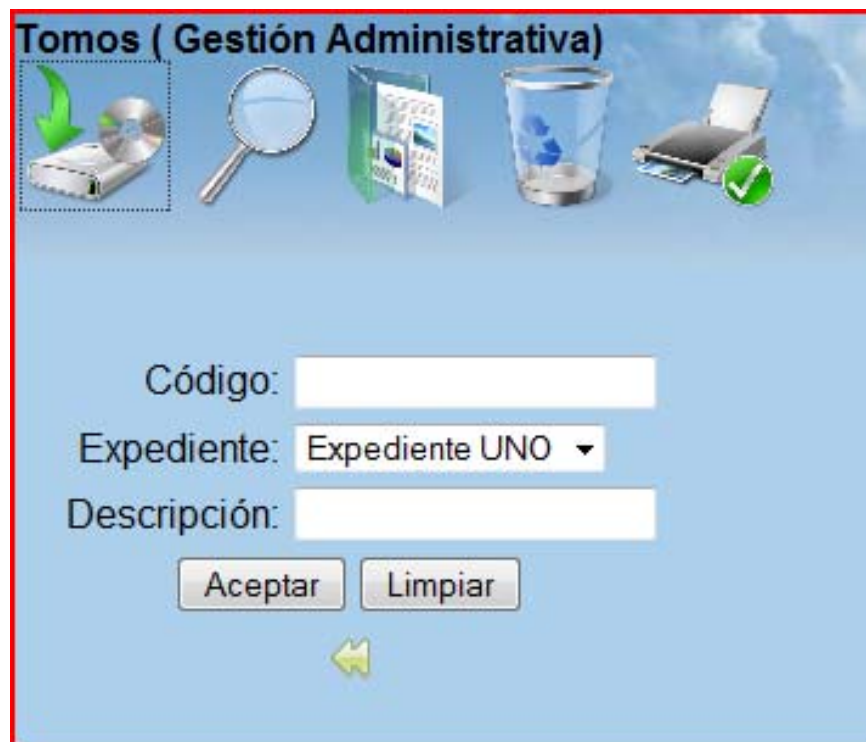 Tomos ( Gestión Administrativa)
Código:
Expediente: Expediente UNO
Descripción:
Aceptar Limpiar